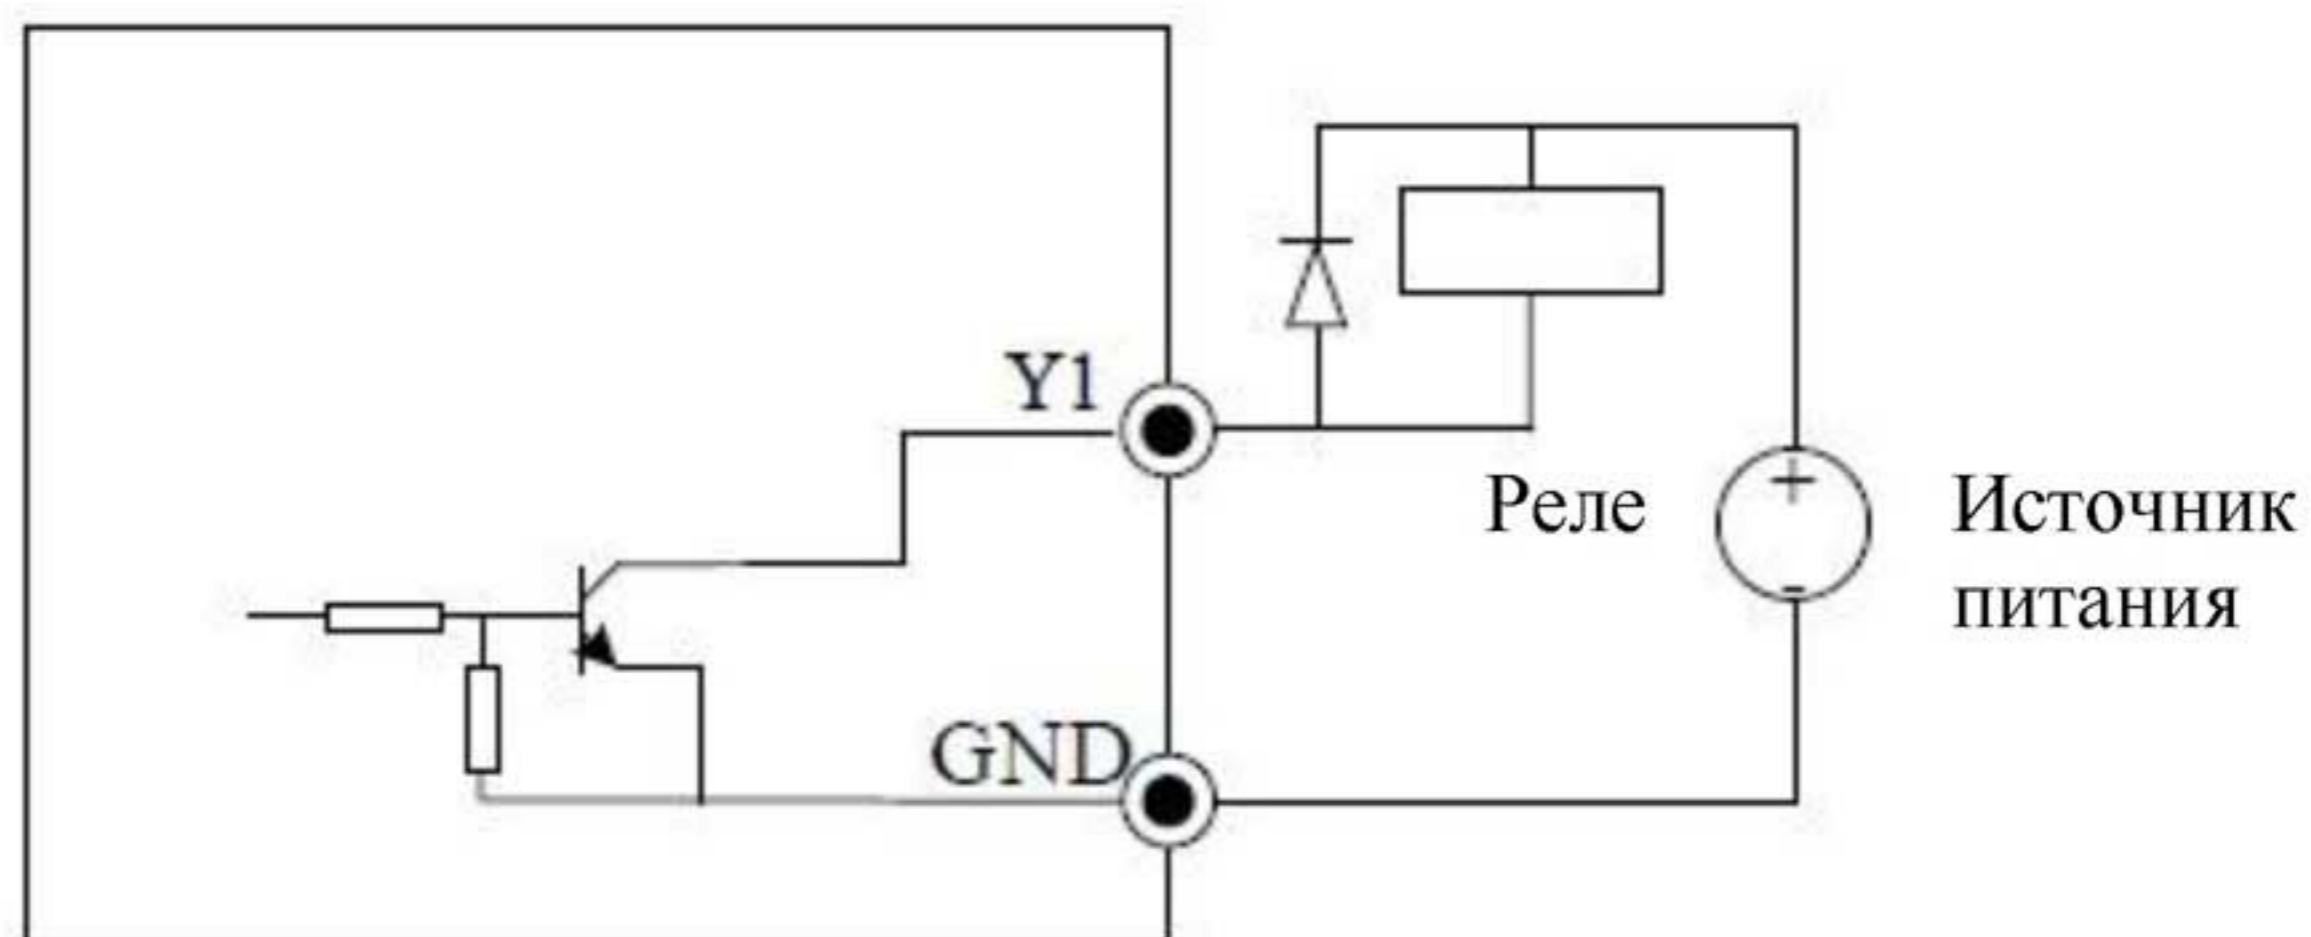 Y1
Реле
+
Источник
-
питания
GND